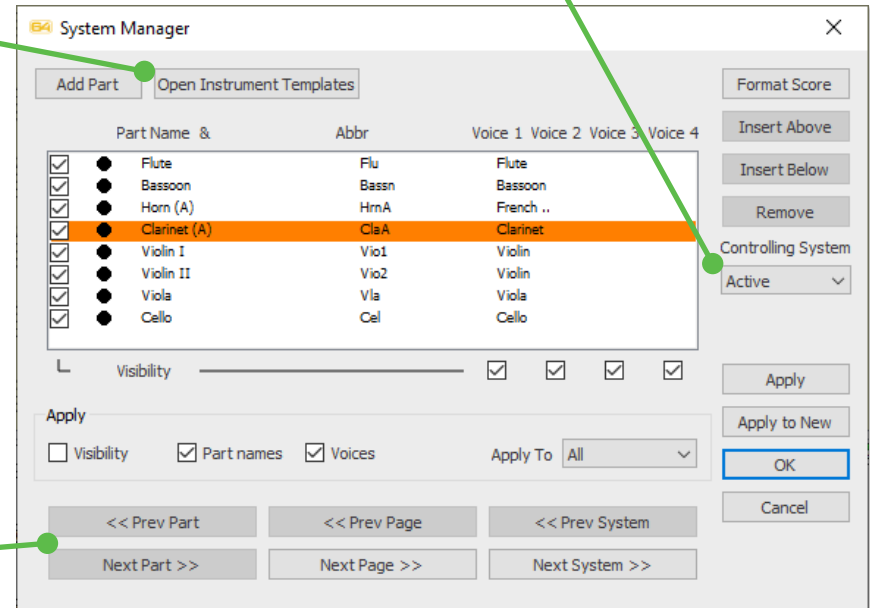 64 System Manager
Add Part Open Instrument Templates Format Score
Part Name & Abbr Voice 1 Voice 2 Voice 3 Voice 4 Insert Above
Flute Flu Flute
Bassoon Bassn Bassoon Insert Below
Horn (A) HrnA French ..
Clarinet (A) ClaA Clarinet Remove
Violin I Vio1 Violin Controlling System
Violin II Vio2 Violin Active
Viola Vla Viola
Cello Cel Cello
Visibility
Apply
Apply
Apply to New
Visibility Part names Voices Apply To All
OK
<< Prev Part << Prev Page << Prev System Cancel
Next Part >> Next Page >> Next System >>